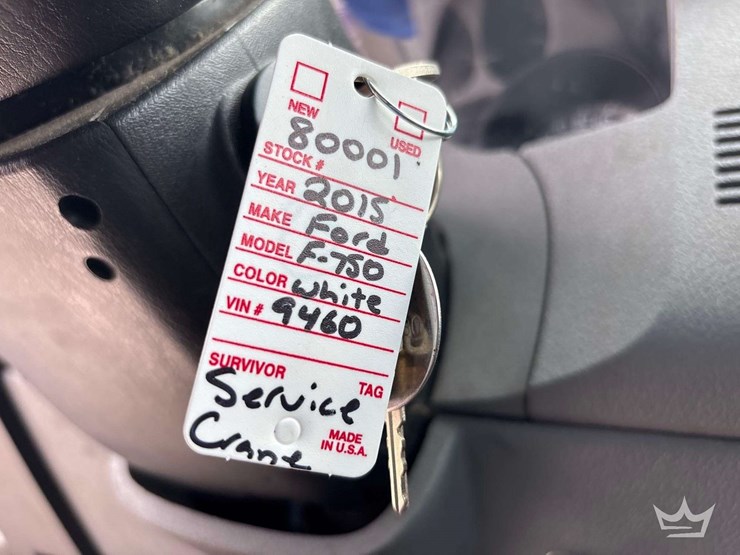 NEW USED
80001
STOCK #
YEAR 2015
MAKE Ford
MODEL F-750
COLOR white
VIN # 9460
SURVIVOR TAG
Service
Crane
MADE
IN U.S.A.